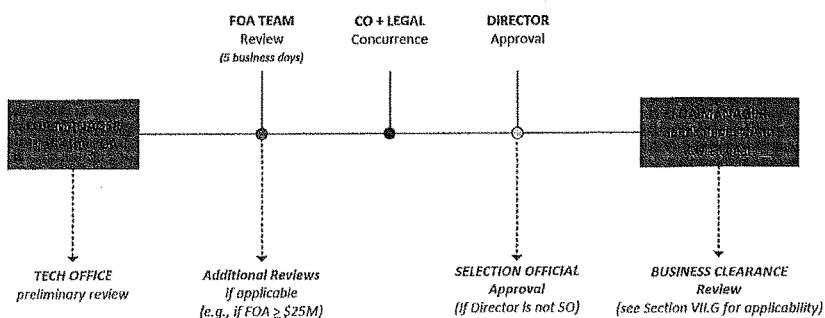 FOA TEAM
Review
(5 business days)
CO + LEGAL
Concurrence
DIRECTOR
Approval
TECH OFFICE
preliminary review
Additional Reviews
if applicable
(e.g., if FOA ≥ $25M)
SELECTION OFFICIAL
Approval
(if Director is not SO)
BUSINESS CLEARANCE
Review
(see Section VII.G for applicability)